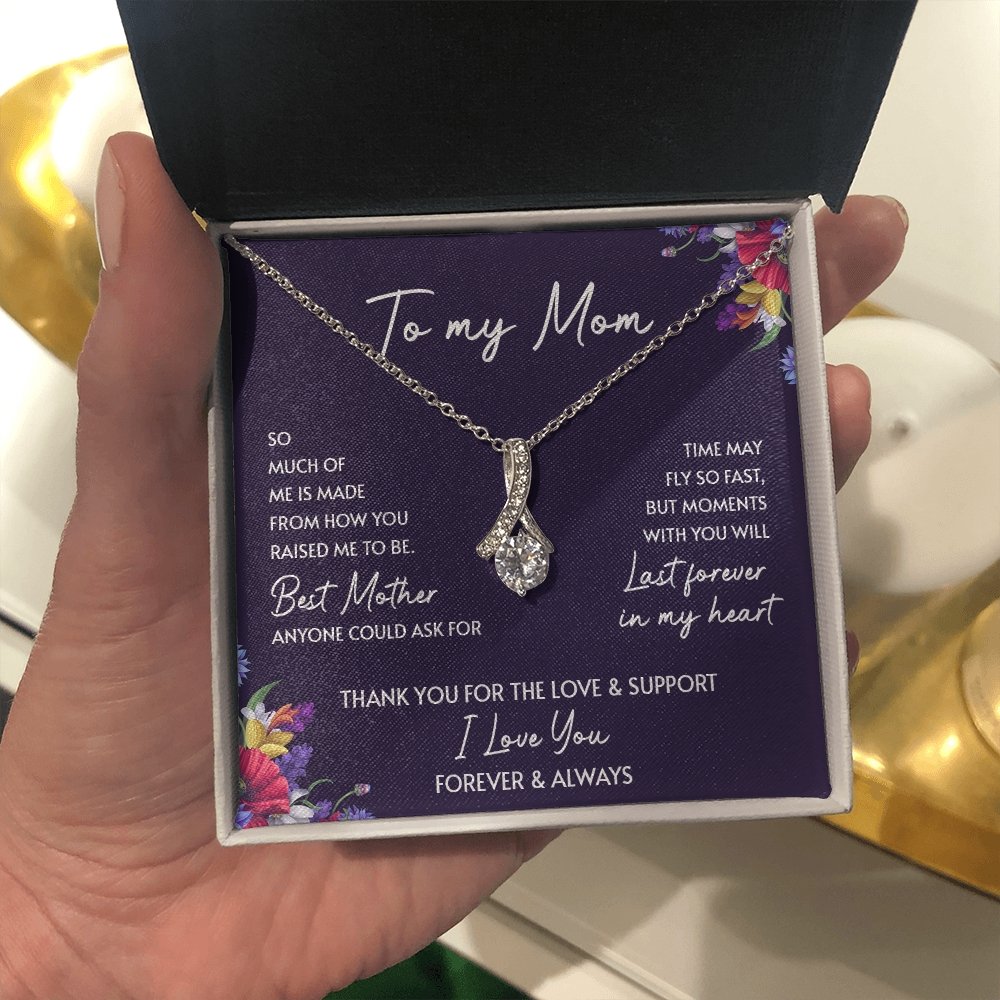 To my Mom
SO
MUCH OF
ME IS MADE
FROM HOW YOU
RAISED ME TO BE.
Best Mother
ANYONE COULD ASK FOR
TIME MAY
FLY SO FAST,
BUT MOMENTS
WITH YOU WILL
Last forever
in my heart
THANK YOU FOR THE LOVE & SUPPORT
I Love You
FOREVER & ALWAYS